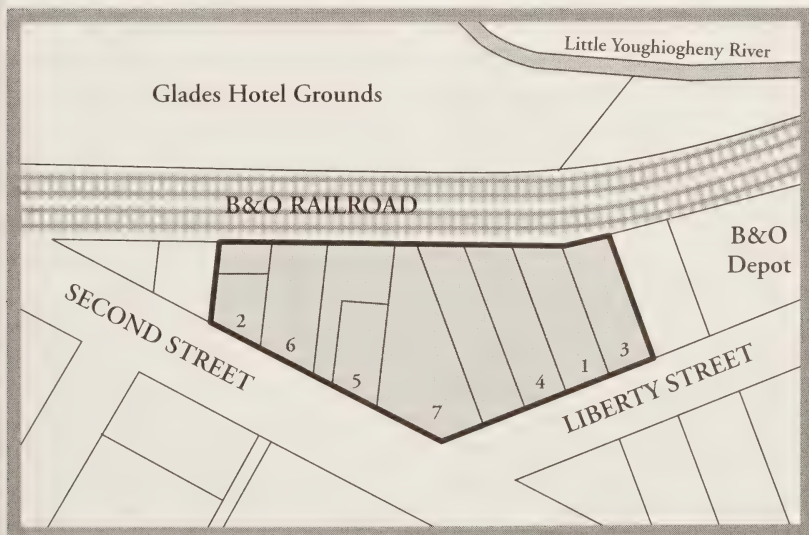 Little Youghiogheny River
Glades Hotel Grounds
B&O RAILROAD
B&O
Depot
SECOND STREET
2
6
5
7
4
1
3
LIBERTY STREET